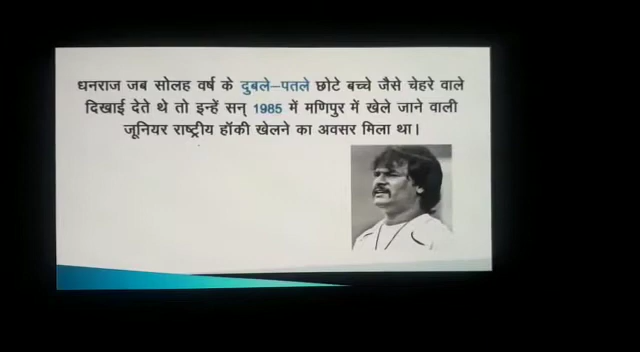 धनराज जब सोलह वर्ष के दुबले–पतले छोटे बच्चे जैसे चेहरे वाले
दिखाई देते थे तो इन्हें सन् 1985 में मणिपुर में खेले जाने वाली
जूनियर राष्ट्रीय हॉकी खेलने का अवसर मिला था।